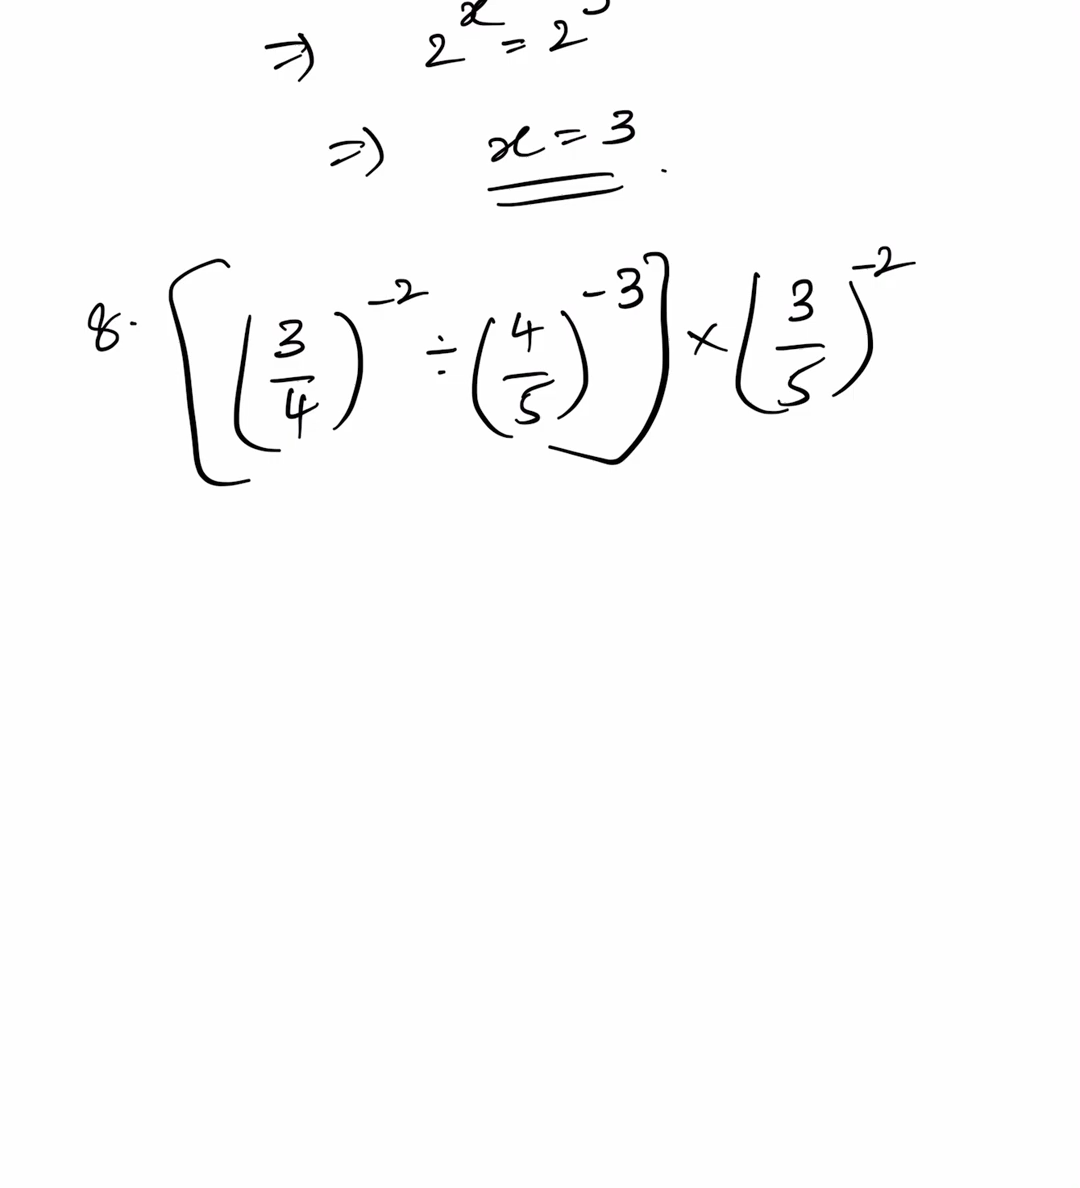 => 2^x = 2^3
=> x = 3.
8. [(3/4)^-2 ÷ (4/5)^-3] × (3/5)^-2